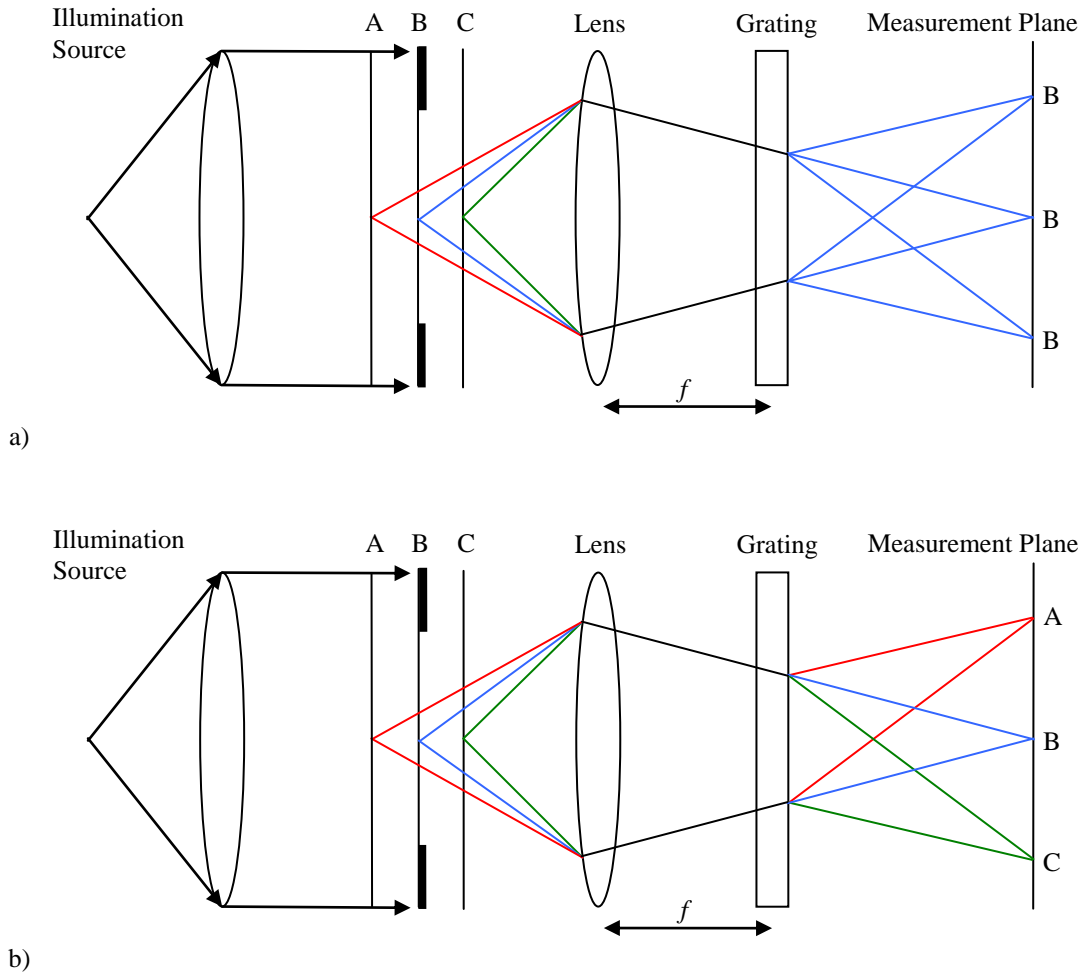 Illumination
Source
A B C Lens Grating Measurement Plane
B
B
B
f
a)
Illumination
Source
A B C Lens Grating Measurement Plane
A
B
C
f
b)